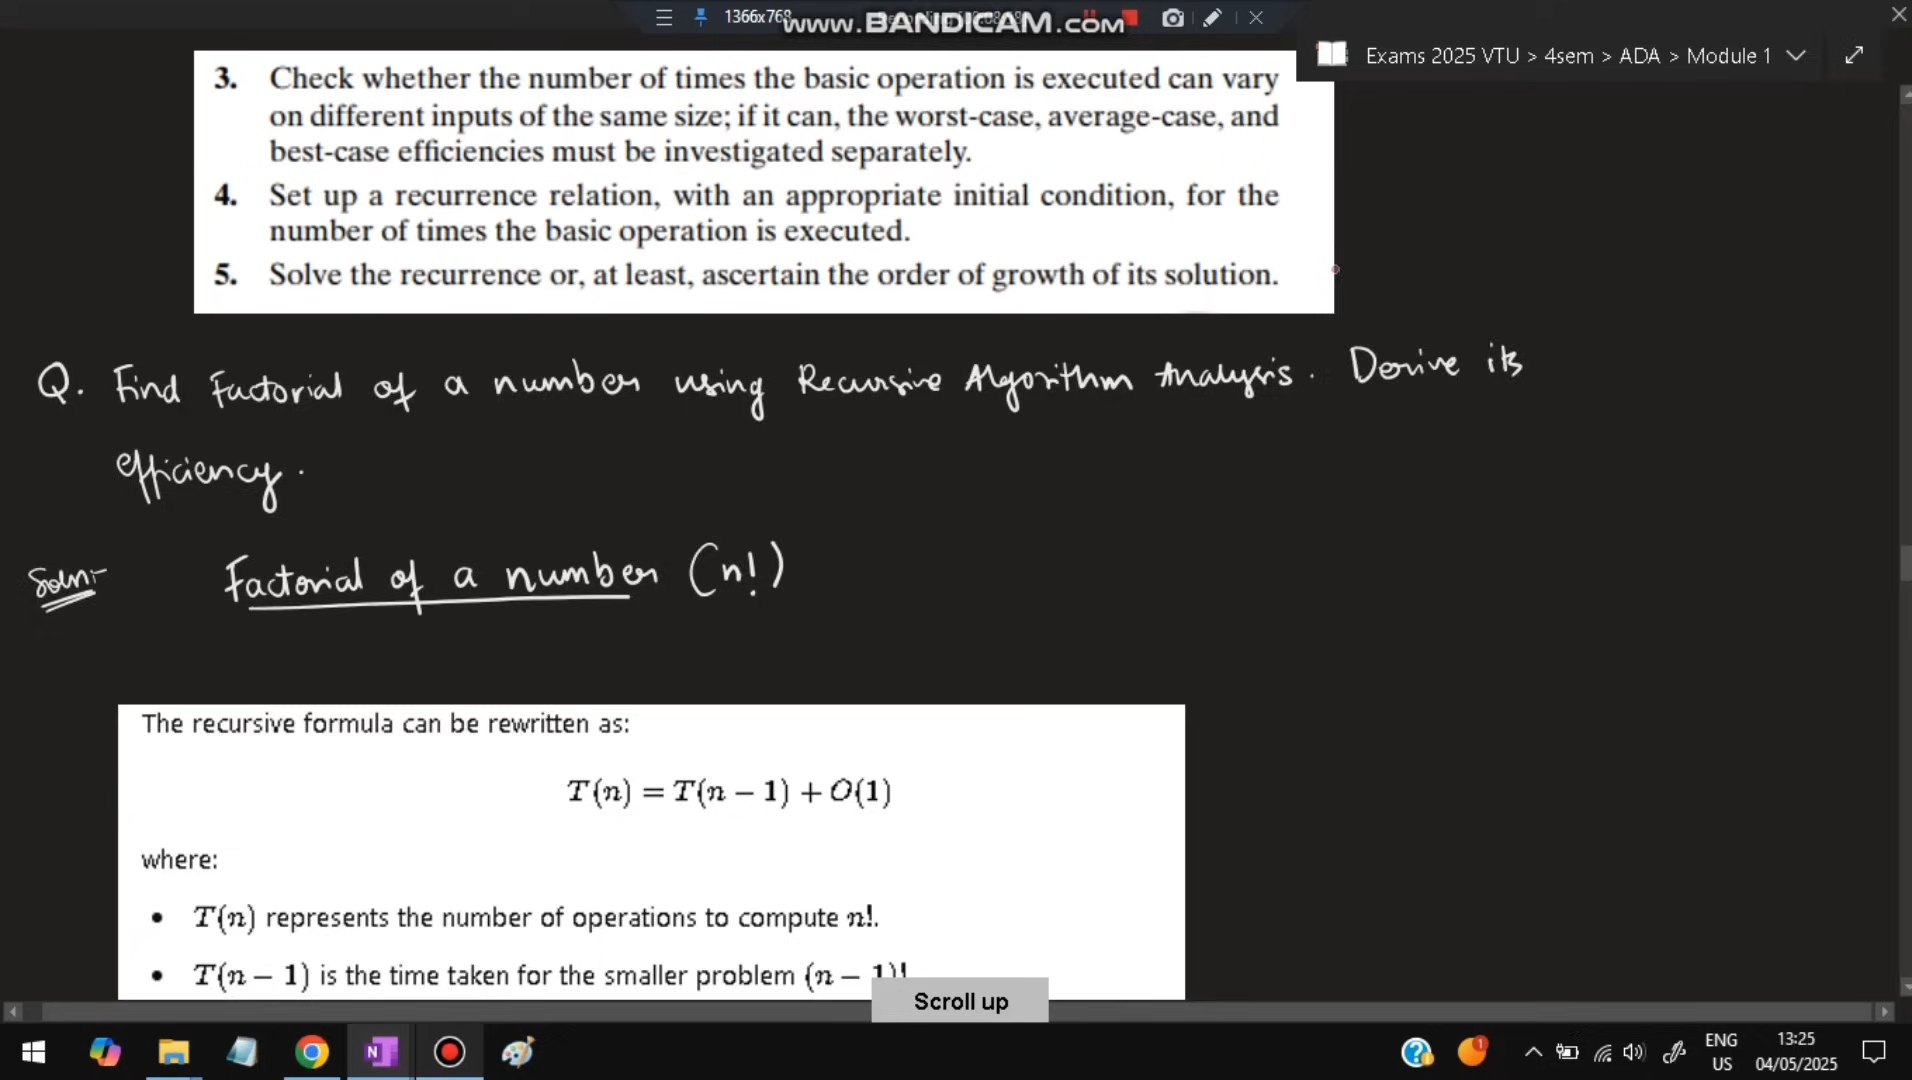 1366x768
www.BANDICAM.com
Exams 2025 VTU > 4sem > ADA > Module 1
3. Check whether the number of times the basic operation is executed can vary
on different inputs of the same size; if it can, the worst-case, average-case, and
best-case efficiencies must be investigated separately.
4. Set up a recurrence relation, with an appropriate initial condition, for the
number of times the basic operation is executed.
5. Solve the recurrence or, at least, ascertain the order of growth of its solution.
Q. Find Factorial of a number using Recursive Algorithm Analysis. Derive its
efficiency.
Soln:-
Factorial of a number (n!)
The recursive formula can be rewritten as:
T(n) = T(n − 1) + O(1)
where:
• T(n) represents the number of operations to compute n!.
• T(n − 1) is the time taken for the smaller problem (n − 1)!
Scroll up
N
1
ENG
US
13:25
04/05/2025